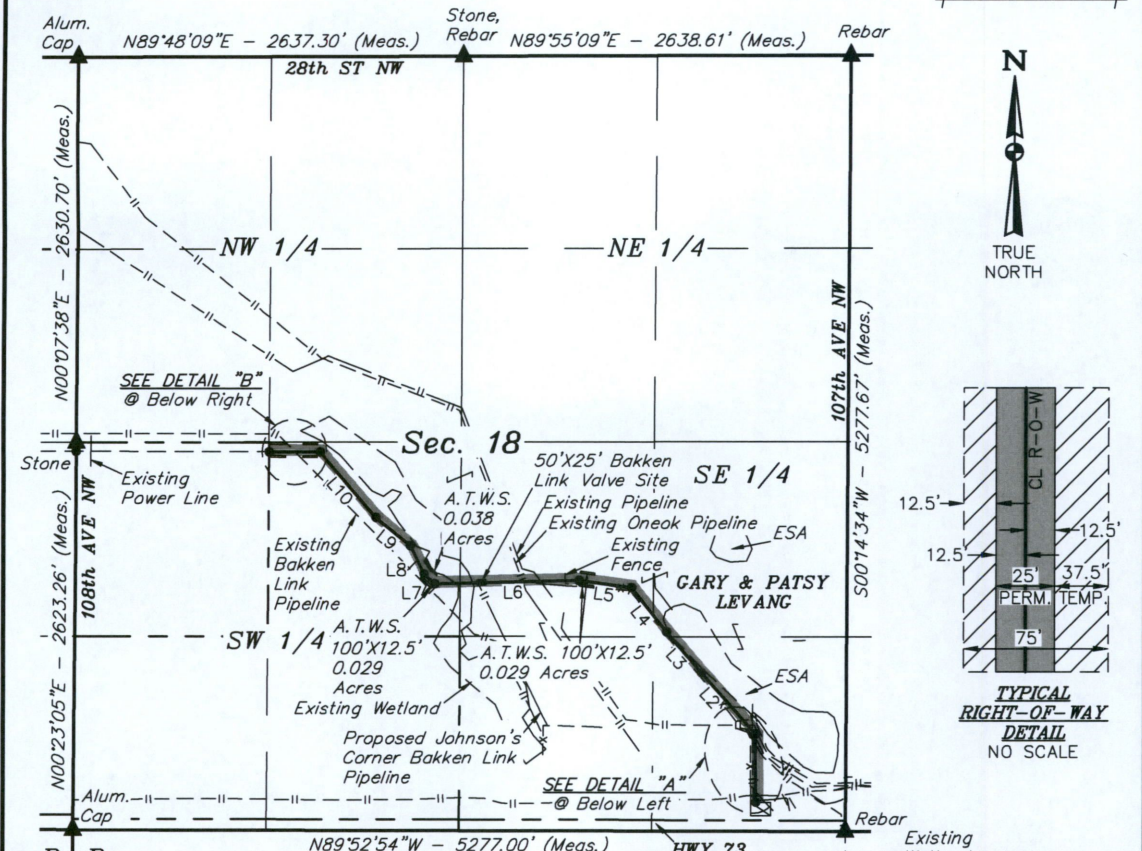 Alum.
Cap
N89°48'09"E - 2637.30' (Meas.)
Stone,
Rebar
N89°55'09"E - 2638.61' (Meas.)
Rebar
28th ST NW
N
TRUE
NORTH
N00°07'38"E - 2630.70' (Meas.)
NW 1/4
NE 1/4
107th AVE NW
S00°14'34"W - 5277.67' (Meas.)
SEE DETAIL "B"
@ Below Right
Sec. 18
Stone
Existing
Power Line
50'X25' Bakken
Link Valve Site
SE 1/4
A.T.W.S.
0.038
Acres
Existing Pipeline
Existing Oneok Pipeline
ESA
Existing
Fence
L10
L9
L8
L7
L6
L5
L4
L3
L2
Existing
Bakken
Link
Pipeline
GARY & PATSY
LEVANG
108th AVE NW
N00°23'05"E - 2623.26' (Meas.)
SW 1/4
A.T.W.S.
100'X12.5'
0.029
Acres
A.T.W.S. 100'X12.5'
0.029 Acres
ESA
Existing Wetland
Proposed Johnson's
Corner Bakken Link
Pipeline
SEE DETAIL "A"
@ Below Left
Alum.
Cap
Rebar
N89°52'54"W - 5277.00' (Meas.)
HWY 73
Existing
CL R-O-W
12.5'
12.5'
12.5'
25'
PERM.
37.5'
TEMP.
75'
TYPICAL
RIGHT-OF-WAY
DETAIL
NO SCALE